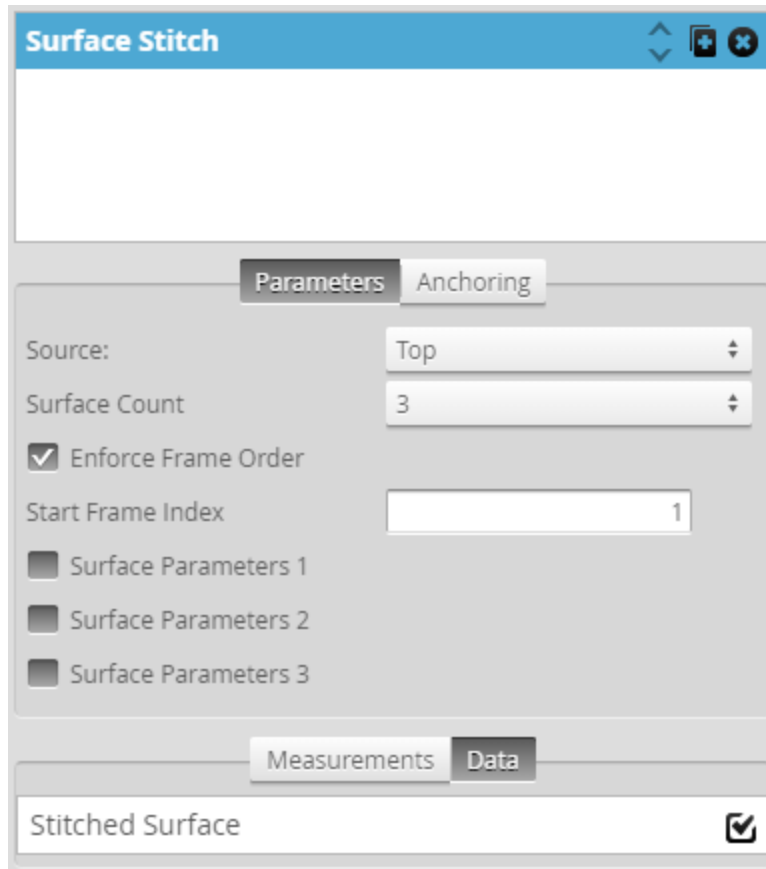 Surface Stitch
Parameters Anchoring
Source: Top
Surface Count 3
Enforce Frame Order
Start Frame Index 1
Surface Parameters 1
Surface Parameters 2
Surface Parameters 3
Measurements Data
Stitched Surface